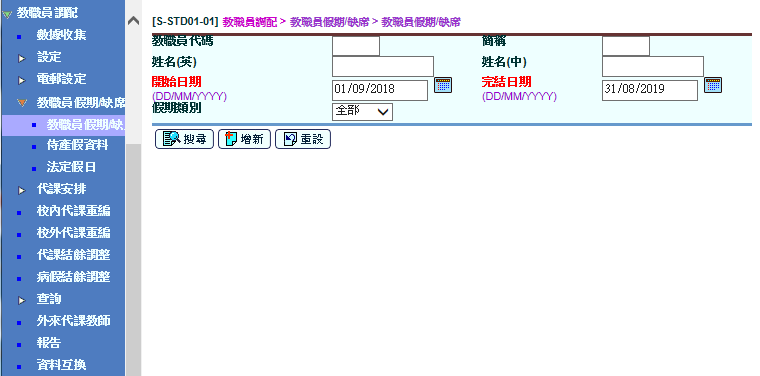 教職員調配
數據收集
設定
電郵設定
教職員假期/缺席
教職員假期/缺
侍產假資料
法定假日
代課安排
校內代課重編
校外代課重編
代課結餘調整
病假結餘調整
查詢
外來代課教師
報告
資料互換
[S-STD01-01] 教職員調配 > 教職員假期/缺席 > 教職員假期/缺席
教職員代碼 簡稱
姓名(英) 姓名(中)
開始日期 01/09/2018 完結日期 31/08/2019
(DD/MM/YYYY) (DD/MM/YYYY)
假期類別 全部
搜尋 增新 重設